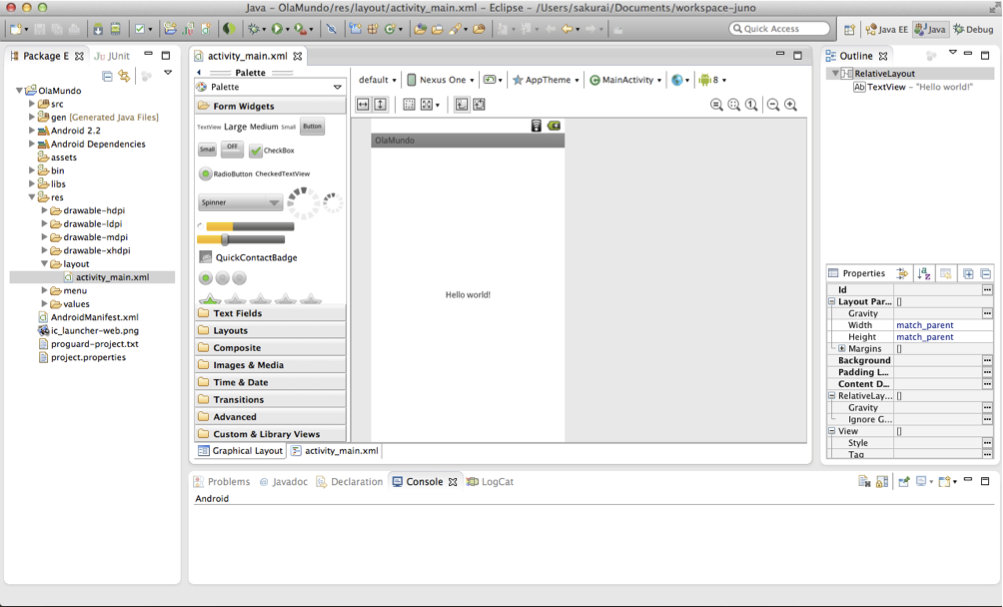 Java - OlaMundo/res/layout/activity_main.xml - Eclipse - /Users/sakurai/Documents/workspace-juno
Quick Access
Java EE
Java
Debug
Package E
JUnit
OlaMundo
src
gen [Generated Java Files]
Android 2.2
Android Dependencies
assets
bin
libs
res
drawable-hdpi
drawable-ldpi
drawable-mdpi
drawable-xhdpi
layout
activity_main.xml
menu
values
AndroidManifest.xml
ic_launcher-web.png
proguard-project.txt
project.properties
activity_main.xml
Palette
Palette
Form Widgets
TextView Large Medium Small Button
Small OFF CheckBox
RadioButton CheckedTextView
Spinner
QuickContactBadge
Text Fields
Layouts
Composite
Images & Media
Time & Date
Transitions
Advanced
Custom & Library Views
Graphical Layout
activity_main.xml
default
Nexus One
AppTheme
MainActivity
8
OlaMundo
Hello world!
Outline
RelativeLayout
Ab TextView - "Hello world!"
Properties
Id
Layout Par... []
Gravity
Width match_parent
Height match_parent
Margins []
Background
Padding L...
Content D...
RelativeLay... []
Gravity
Ignore G...
View []
Style
Tag
Problems
@ Javadoc
Declaration
Console
LogCat
Android